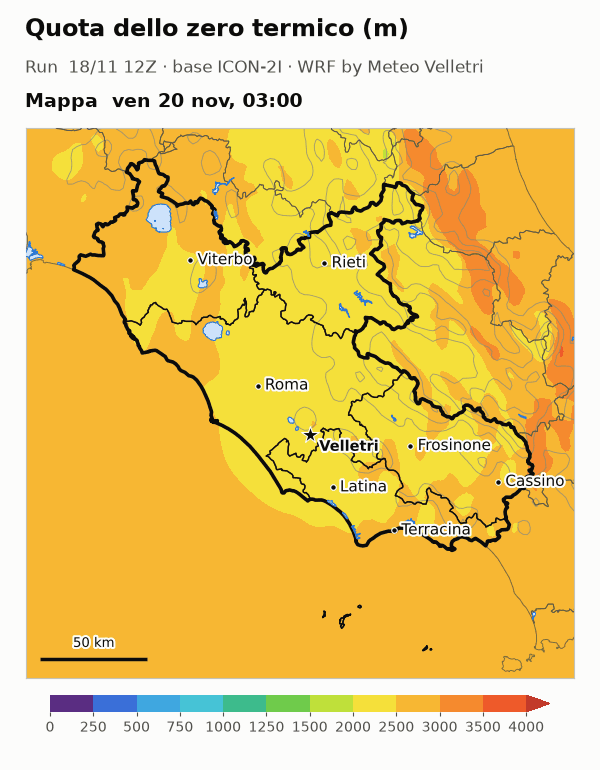 Quota dello zero termico (m)
Run  18/11 12Z · base ICON-2I · WRF by Meteo Velletri
Mappa  ven 20 nov, 03:00
Viterbo
Rieti
Roma
Velletri
Frosinone
Latina
Cassino
Terracina
50 km
0 250 500 750 1000 1250 1500 2000 2500 3000 3500 4000